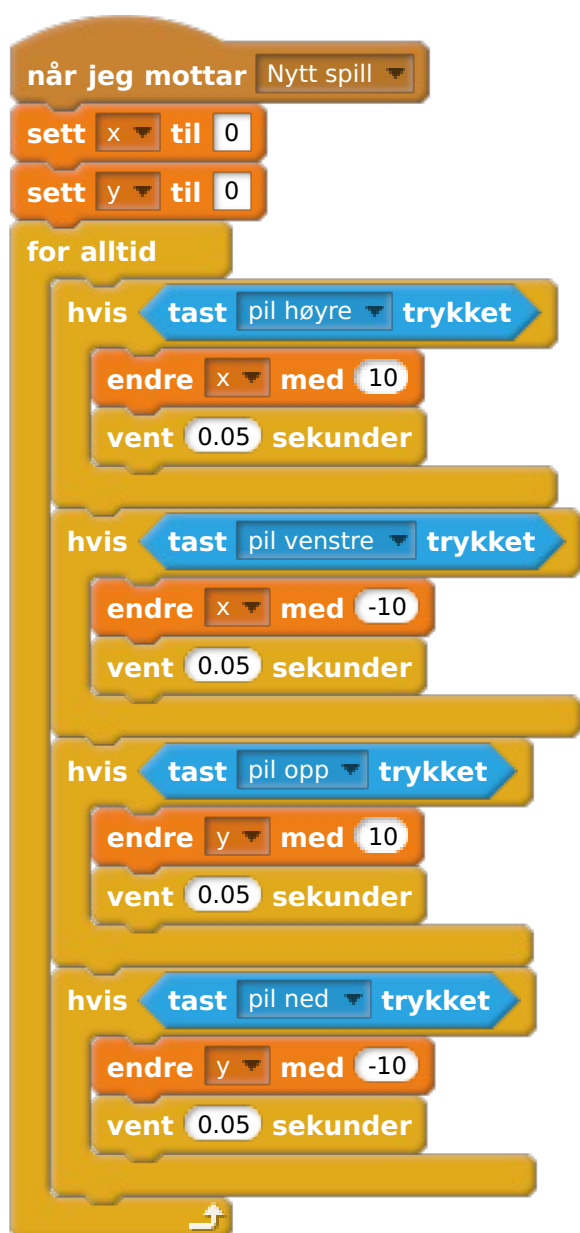 når jeg mottar Nytt spill
sett x til 0
sett y til 0
for alltid
hvis tast pil høyre trykket
endre x med 10
vent 0.05 sekunder
hvis tast pil venstre trykket
endre x med -10
vent 0.05 sekunder
hvis tast pil opp trykket
endre y med 10
vent 0.05 sekunder
hvis tast pil ned trykket
endre y med -10
vent 0.05 sekunder